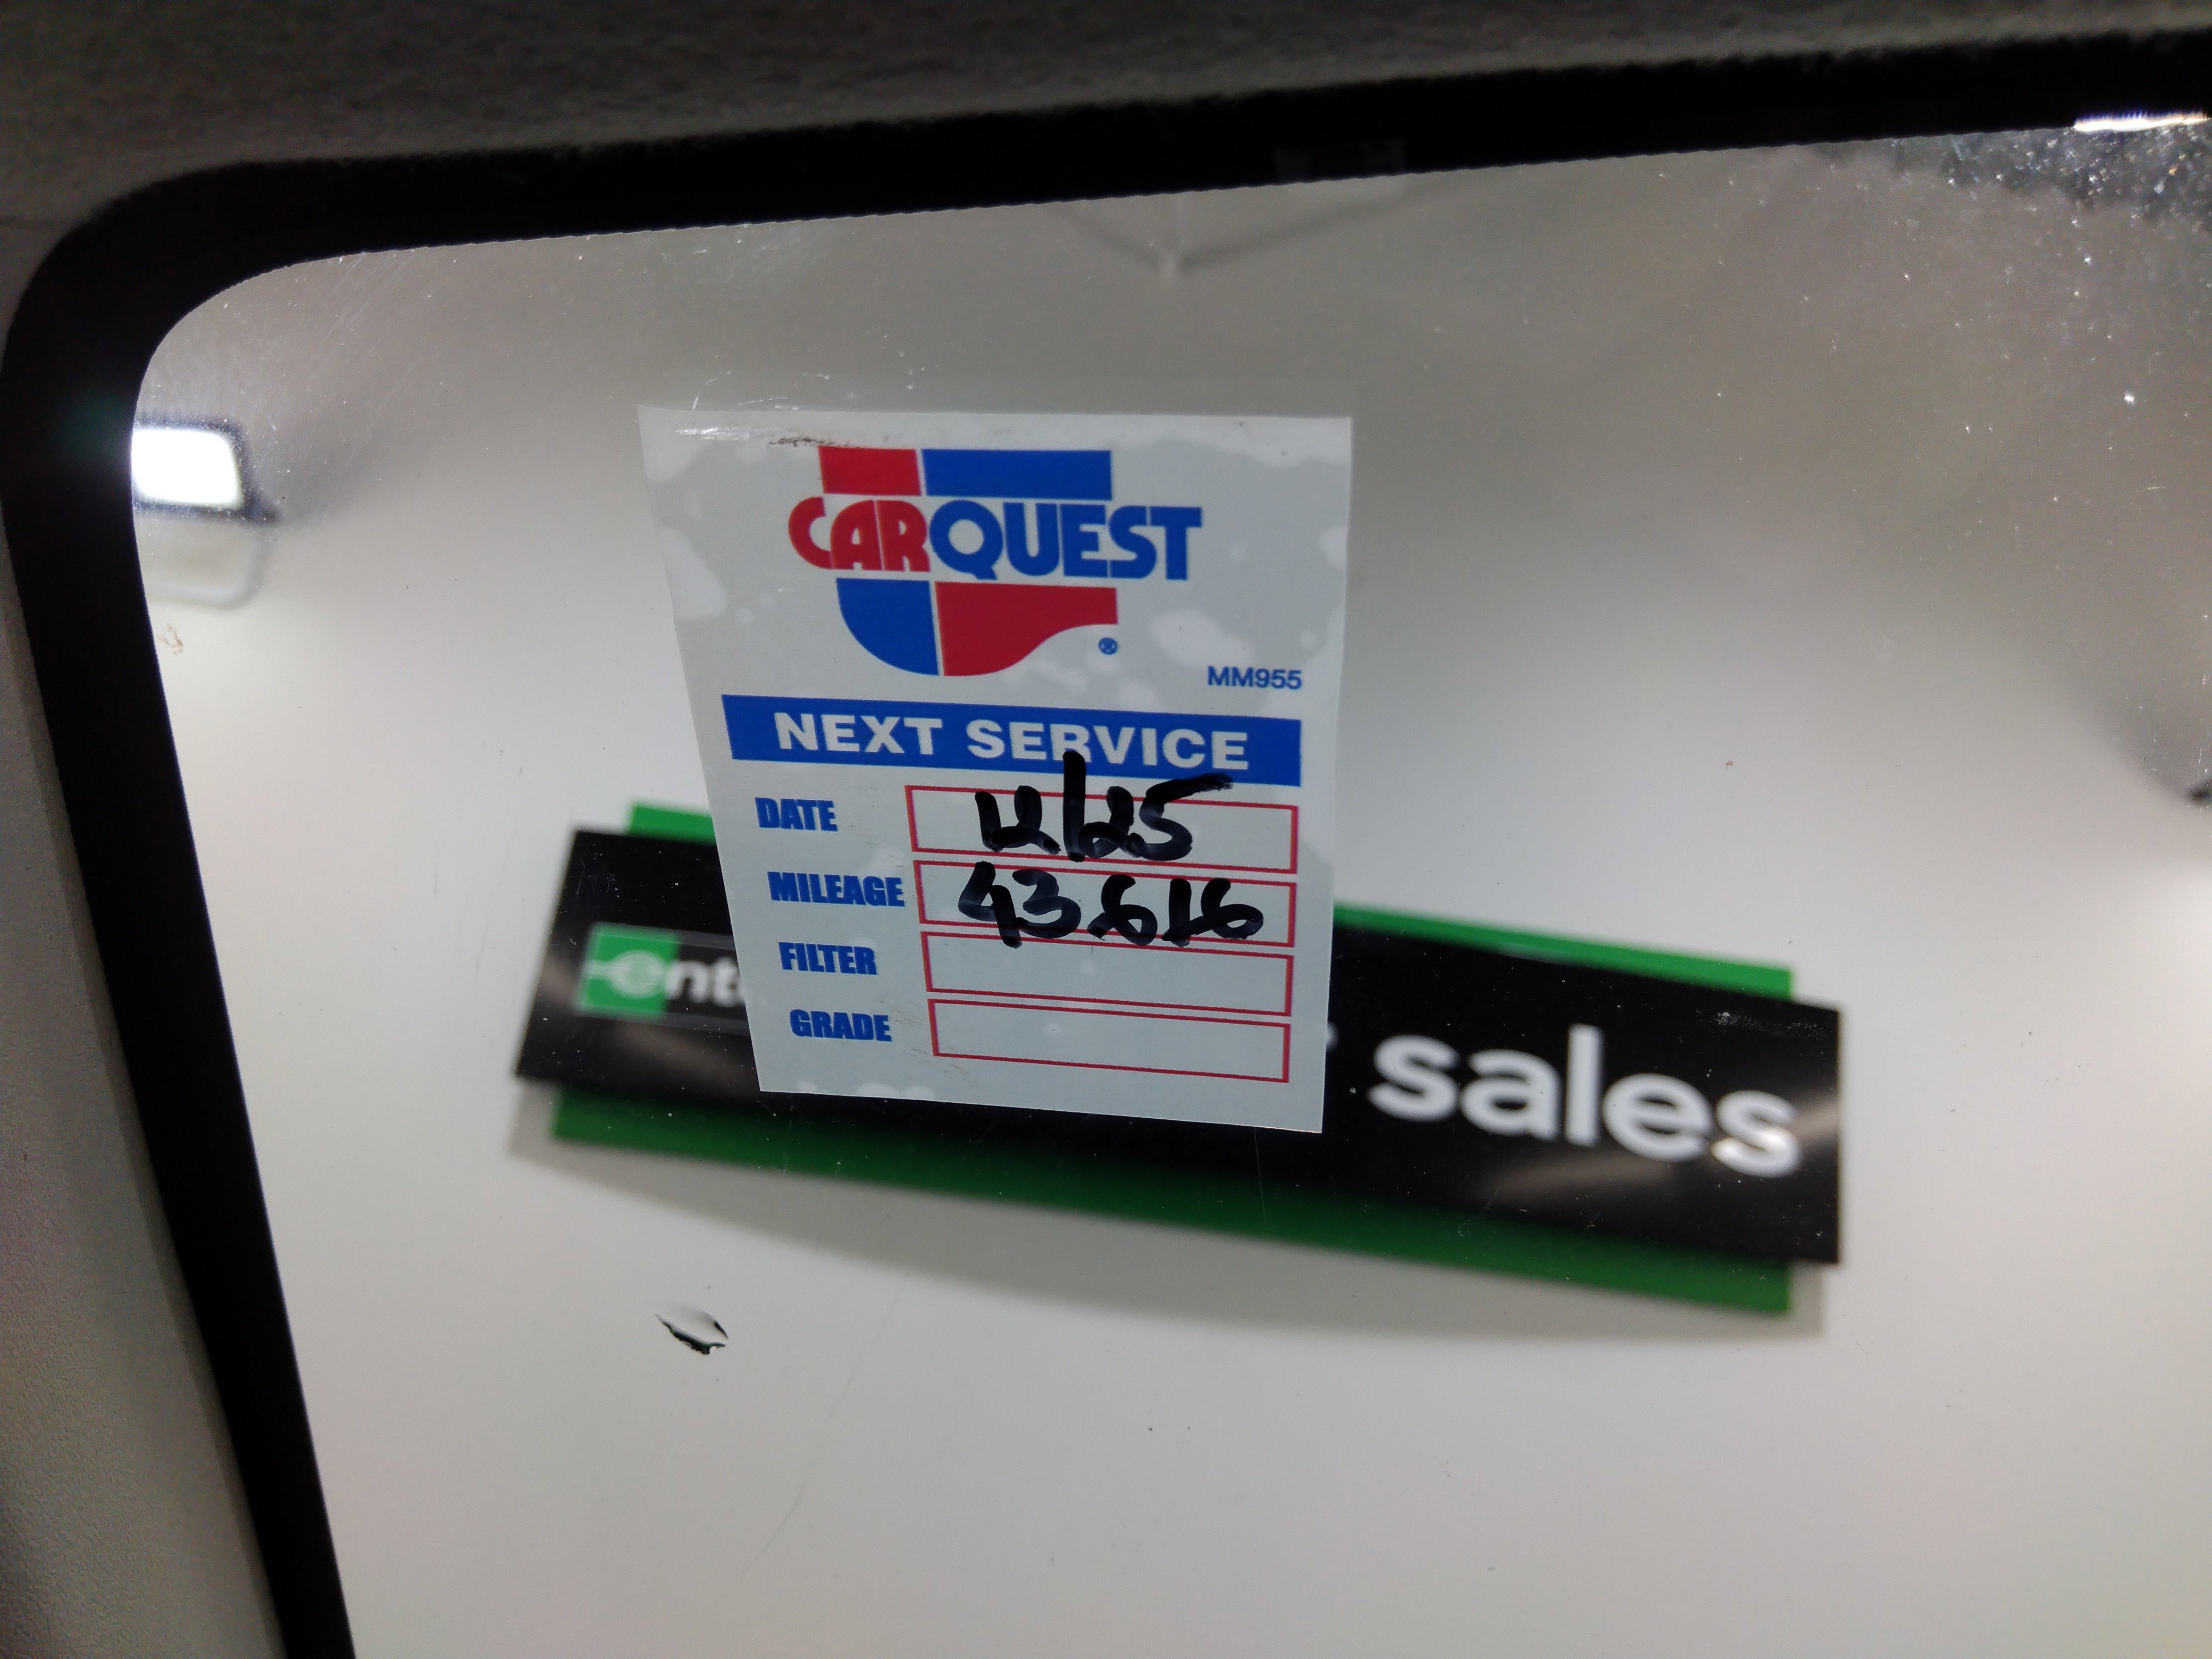 CARQUEST
®
MM955
NEXT SERVICE
DATE 12/25
MILEAGE 43.616
FILTER
GRADE
sales